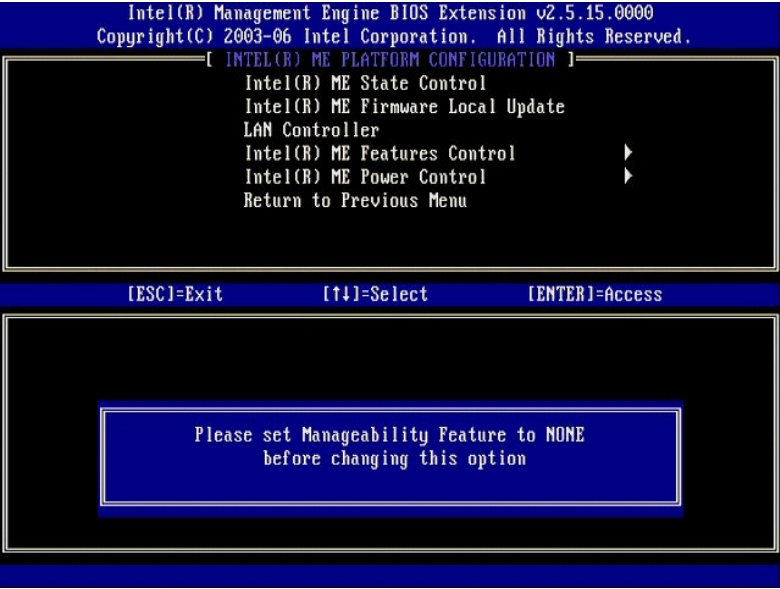 Intel(R) Management Engine BIOS Extension v2.5.15.0000
Copyright(C) 2003-06 Intel Corporation. All Rights Reserved.
[ INTEL(R) ME PLATFORM CONFIGURATION ]
Intel(R) ME State Control
Intel(R) ME Firmware Local Update
LAN Controller
Intel(R) ME Features Control ►
Intel(R) ME Power Control ►
Return to Previous Menu
[ESC]=Exit [↑↓]=Select [ENTER]=Access
Please set Manageability Feature to NONE
before changing this option